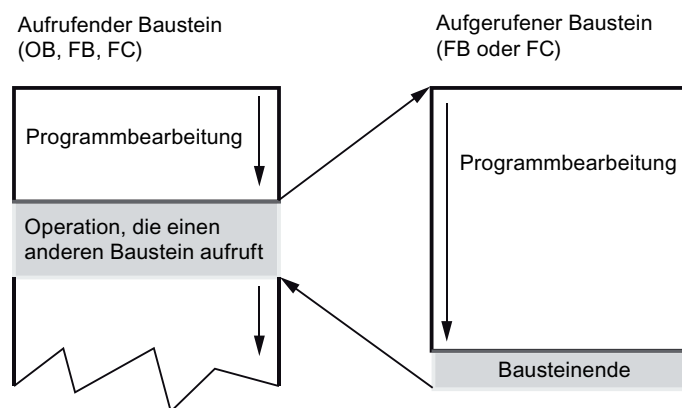 Aufrufender Baustein
(OB, FB, FC)
Aufgerufener Baustein
(FB oder FC)
Programmbearbeitung
Programmbearbeitung
Operation, die einen
anderen Baustein aufruft
Bausteinende